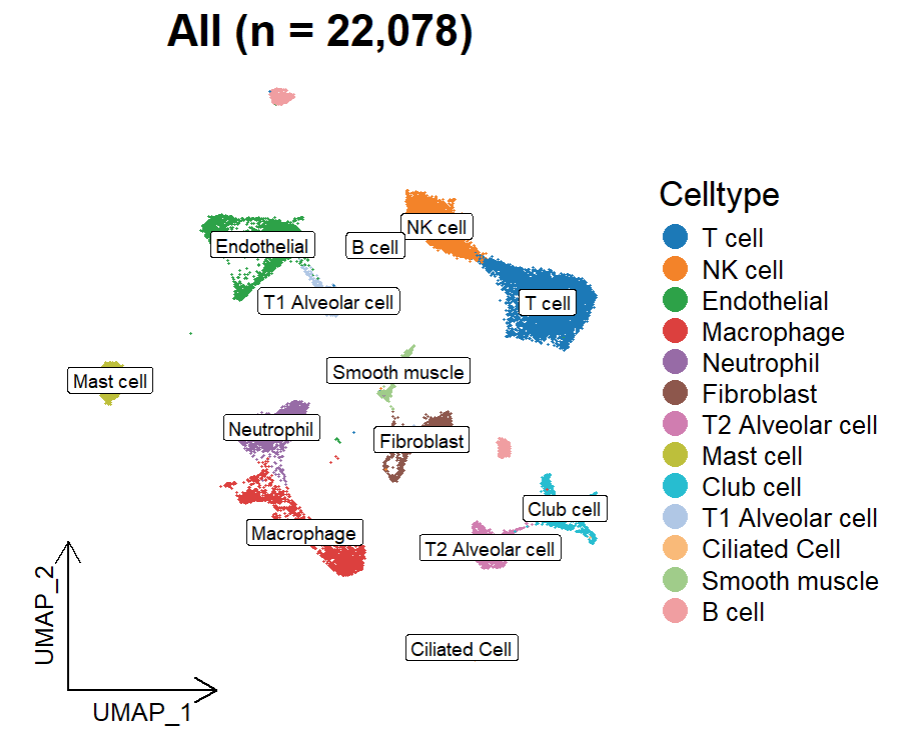 All (n = 22,078)
NK cell
Endothelial
B cell
T1 Alveolar cell
T cell
Smooth muscle
Mast cell
Neutrophil
Fibroblast
Club cell
Macrophage
T2 Alveolar cell
Ciliated Cell
UMAP_2
UMAP_1
Celltype
T cell
NK cell
Endothelial
Macrophage
Neutrophil
Fibroblast
T2 Alveolar cell
Mast cell
Club cell
T1 Alveolar cell
Ciliated Cell
Smooth muscle
B cell